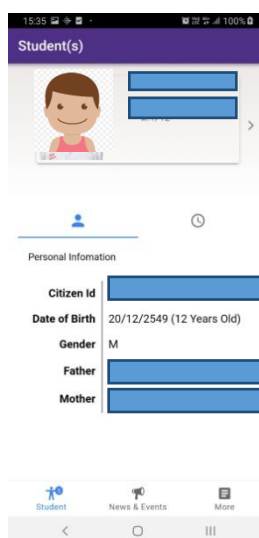 15:35
100%
Student(s)
Personal Infomation
Citizen Id
Date of Birth 20/12/2549 (12 Years Old)
Gender M
Father
Mother
Student
News & Events
More